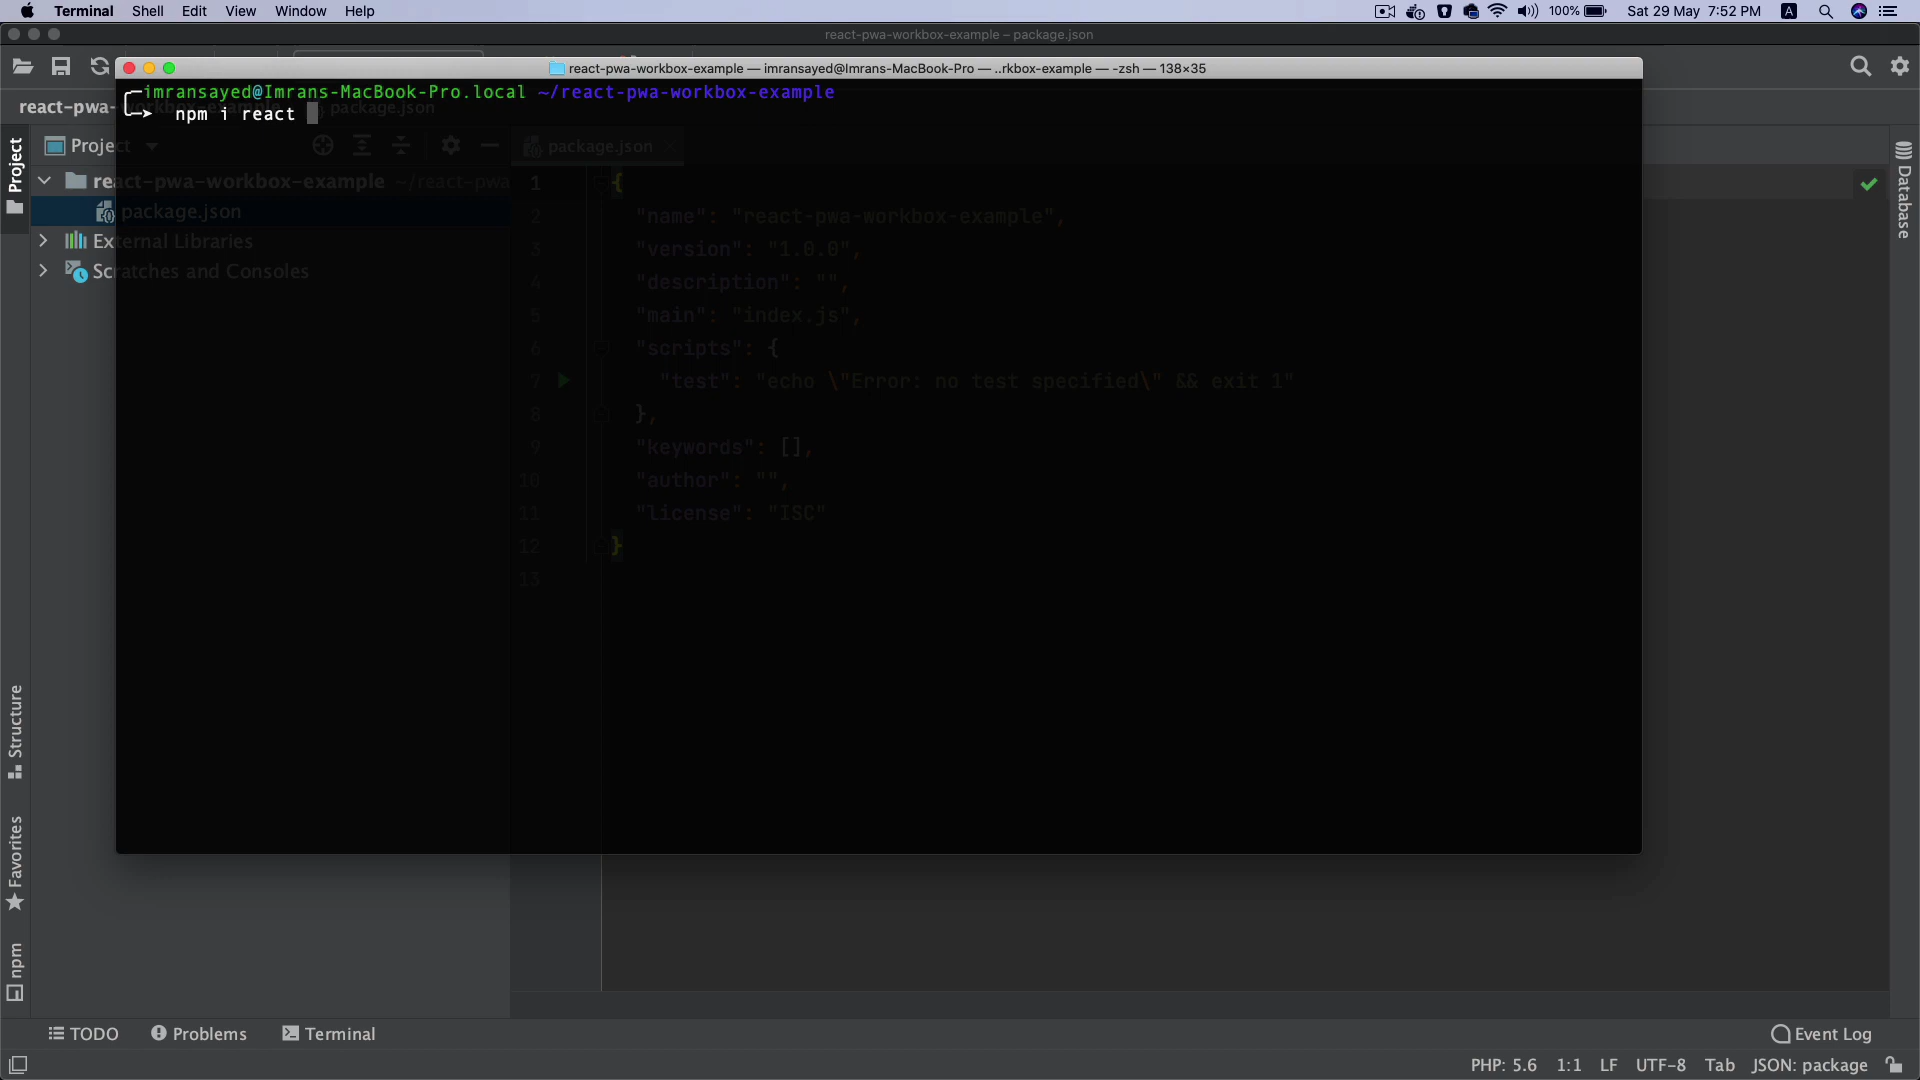 Terminal Shell Edit View Window Help 100% Sat 29 May 7:52 PM A
react-pwa-workbox-example – package.json
react-pwa-workbox-example — imransayed@Imrans-MacBook-Pro — ..rkbox-example — -zsh — 138×35
imransayed@Imrans-MacBook-Pro.local ~/react-pwa-workbox-example
react-pwa-workbox-example package.json
npm i react
Project
package.json
Project
react-pwa-workbox-example ~/react-pwa
package.json
External Libraries
Scratches and Consoles
1 {
2 "name": "react-pwa-workbox-example",
3 "version": "1.0.0",
4 "description": "",
5 "main": "index.js",
6 "scripts": {
7 "test": "echo \"Error: no test specified\" && exit 1"
8 },
9 "keywords": [],
10 "author": "",
11 "license": "ISC"
12 }
13
Database
Structure
Favorites
npm
TODO Problems Terminal Event Log
PHP: 5.6 1:1 LF UTF-8 Tab JSON: package